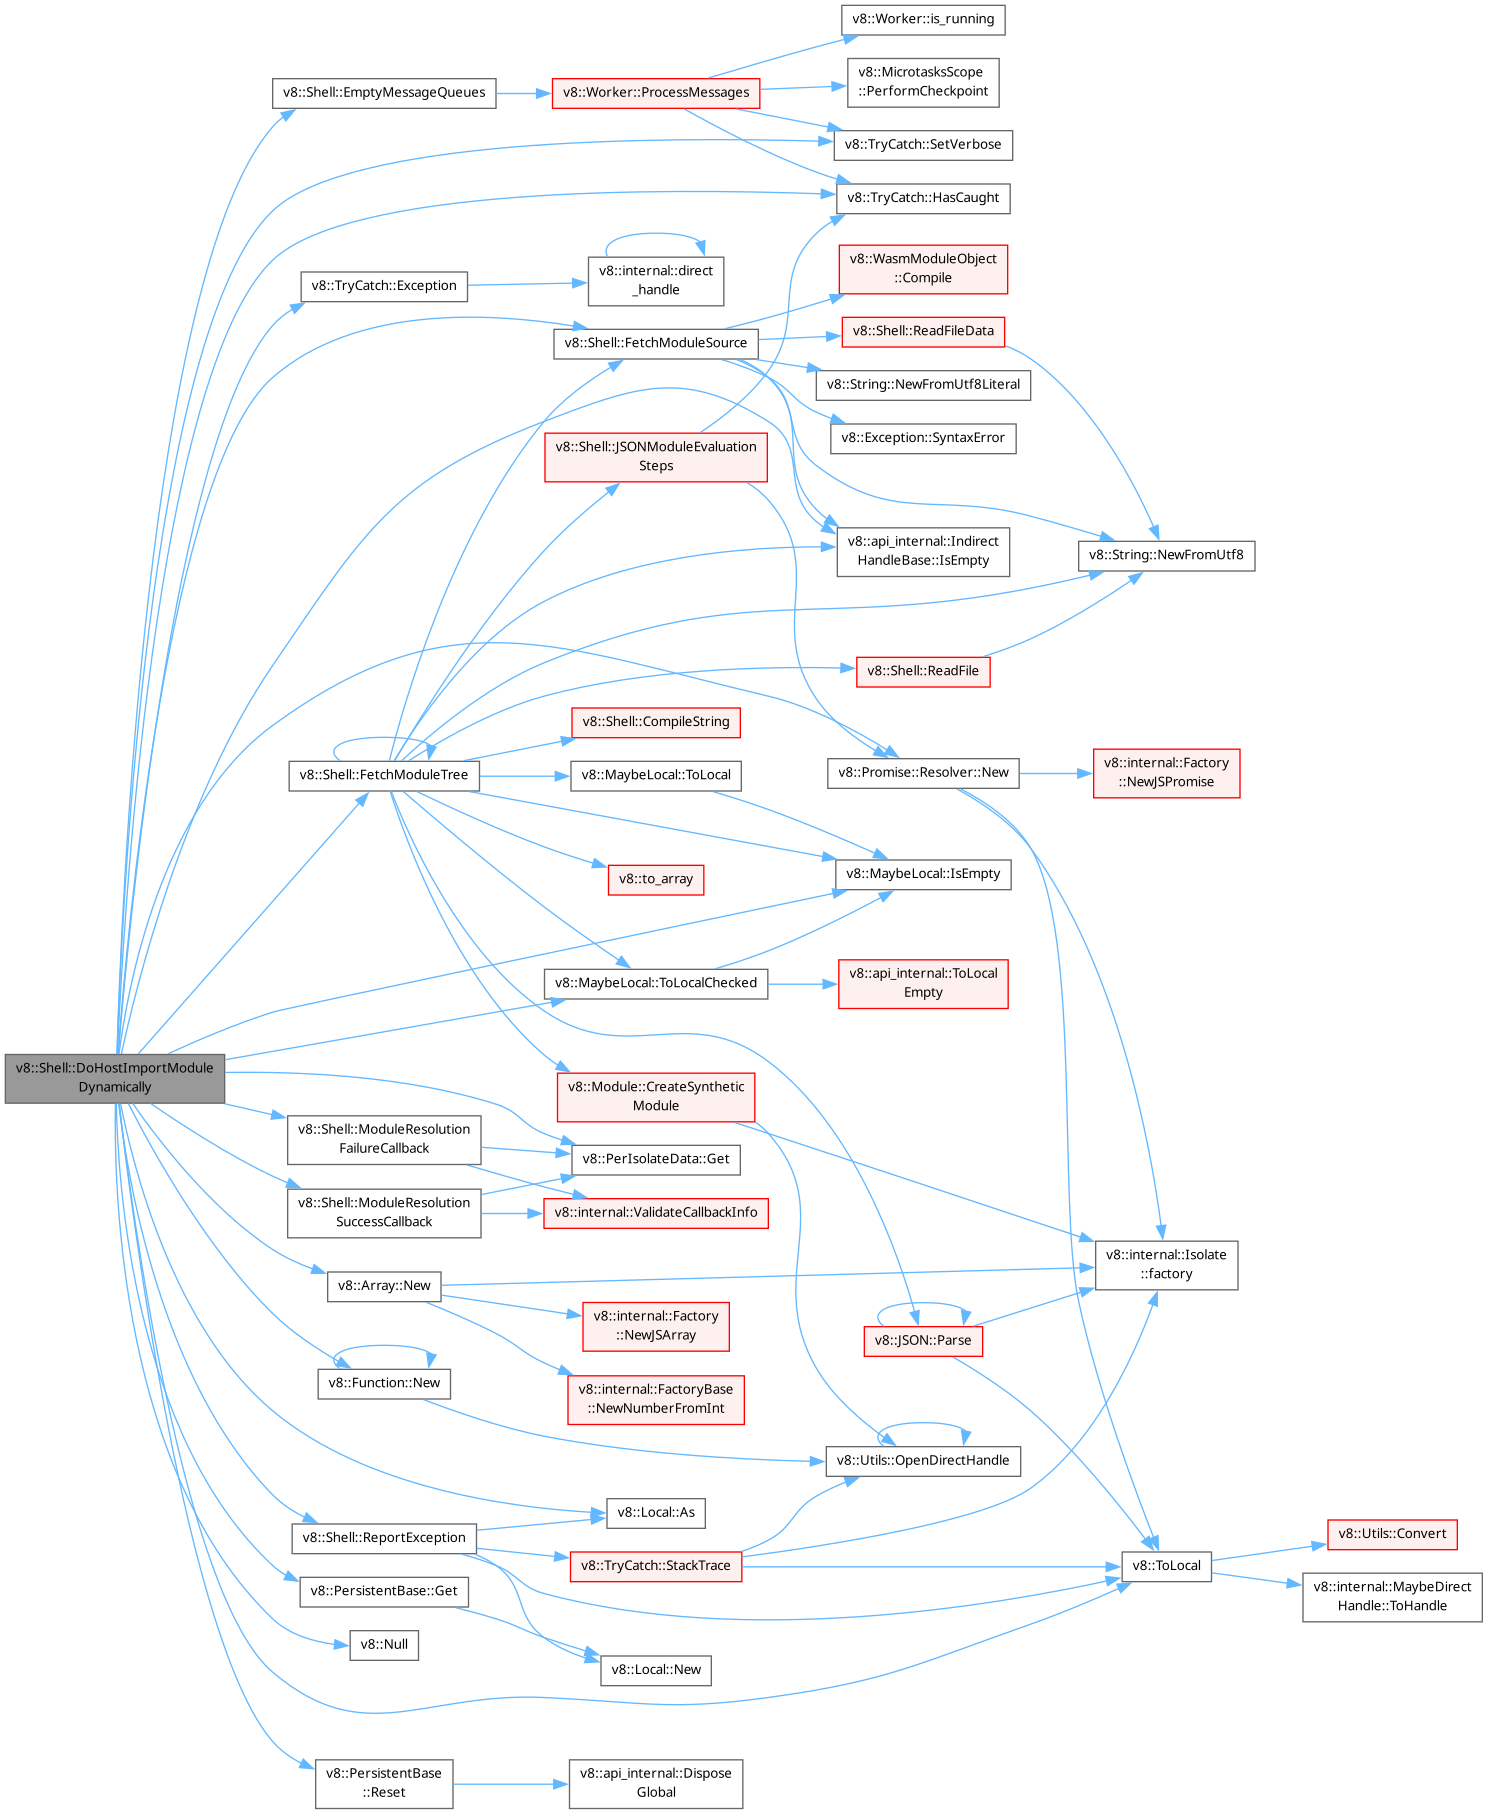 v8::Worker::is_running
v8::Shell::EmptyMessageQueues
v8::Worker::ProcessMessages
v8::MicrotasksScope
::PerformCheckpoint
v8::TryCatch::SetVerbose
v8::TryCatch::HasCaught
v8::TryCatch::Exception
v8::internal::direct
_handle
v8::WasmModuleObject
::Compile
v8::Shell::FetchModuleSource
v8::Shell::ReadFileData
v8::String::NewFromUtf8Literal
v8::Exception::SyntaxError
v8::Shell::JSONModuleEvaluation
Steps
v8::api_internal::Indirect
HandleBase::IsEmpty
v8::String::NewFromUtf8
v8::Shell::ReadFile
v8::Shell::CompileString
v8::Shell::FetchModuleTree
v8::MaybeLocal::ToLocal
v8::Promise::Resolver::New
v8::internal::Factory
::NewJSPromise
v8::to_array
v8::MaybeLocal::IsEmpty
v8::MaybeLocal::ToLocalChecked
v8::api_internal::ToLocal
Empty
v8::Shell::DoHostImportModule
Dynamically
v8::Module::CreateSynthetic
Module
v8::Shell::ModuleResolution
FailureCallback
v8::PerIsolateData::Get
v8::Shell::ModuleResolution
SuccessCallback
v8::internal::ValidateCallbackInfo
v8::internal::Isolate
::factory
v8::Array::New
v8::internal::Factory
::NewJSArray
v8::JSON::Parse
v8::Function::New
v8::internal::FactoryBase
::NewNumberFromInt
v8::Utils::OpenDirectHandle
v8::Local::As
v8::Shell::ReportException
v8::TryCatch::StackTrace
v8::ToLocal
v8::Utils::Convert
v8::internal::MaybeDirect
Handle::ToHandle
v8::PersistentBase::Get
v8::Null
v8::Local::New
v8::PersistentBase
::Reset
v8::api_internal::Dispose
Global